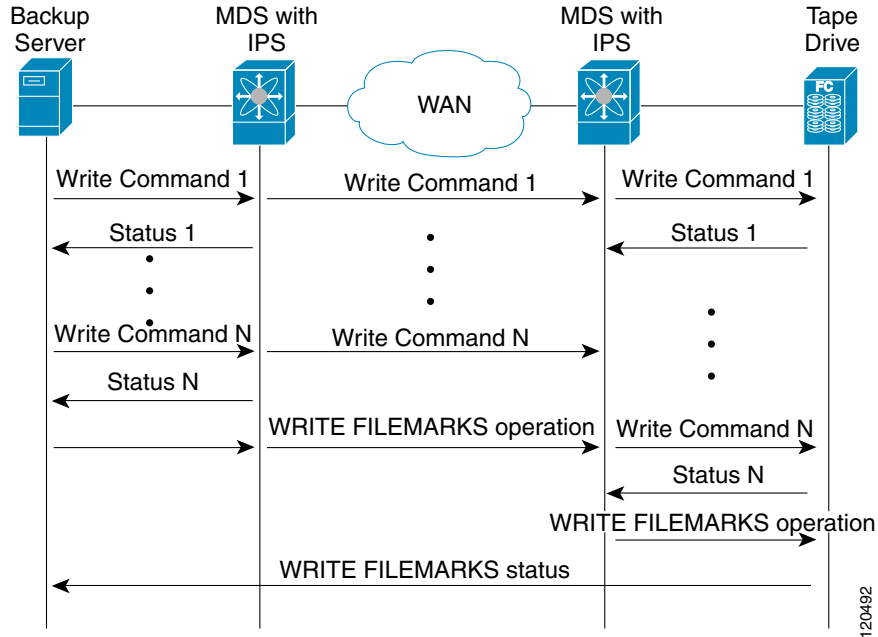 Backup
Server
MDS with
IPS
MDS with
IPS
Tape
Drive
FC
WAN
Write Command 1
Write Command 1
Write Command 1
Status 1
Status 1
Write Command N
Write Command N
Status N
WRITE FILEMARKS operation
Write Command N
Status N
WRITE FILEMARKS operation
WRITE FILEMARKS status
120492